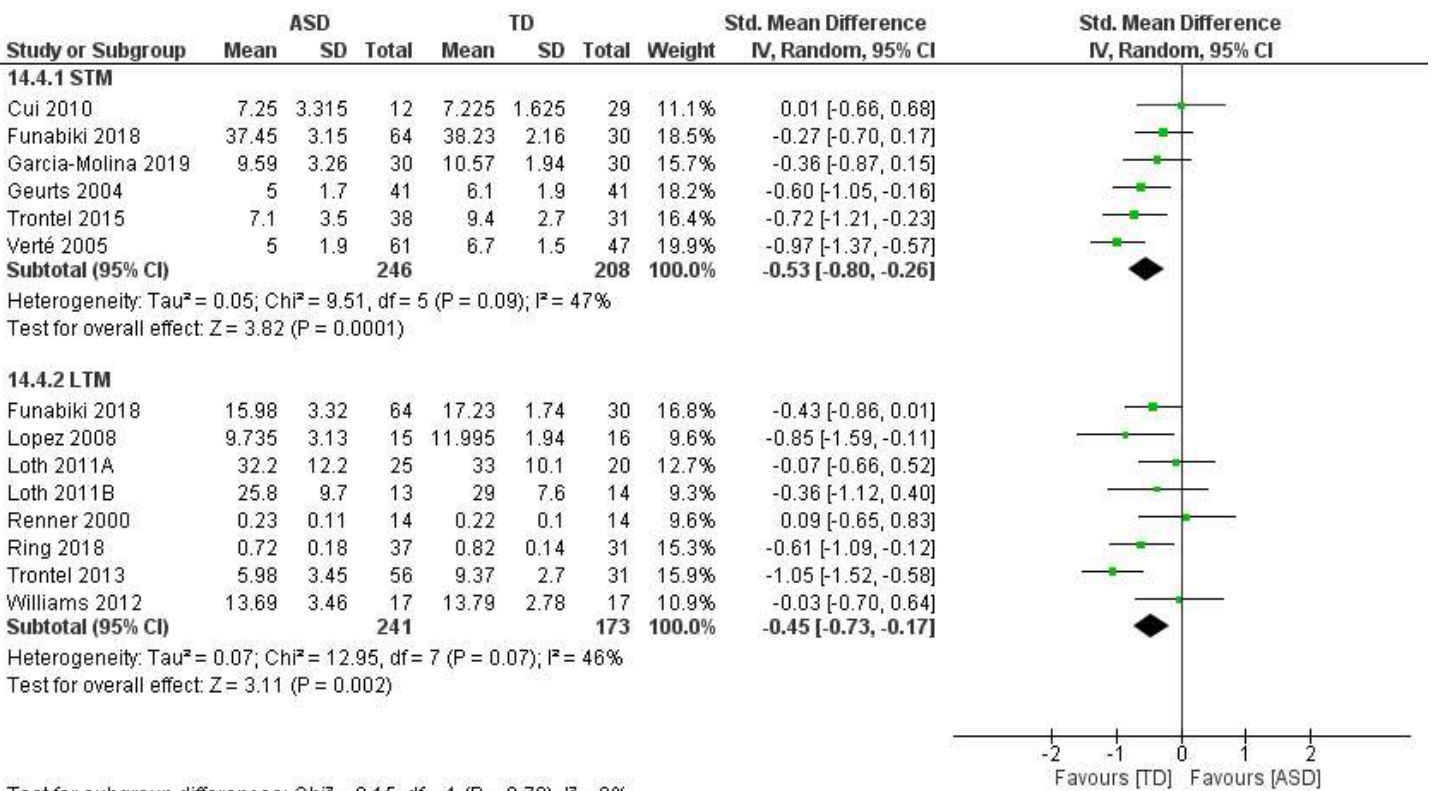 ASD TD Std. Mean Difference Std. Mean Difference
Study or Subgroup Mean SD Total Mean SD Total Weight IV, Random, 95% CI IV, Random, 95% CI
14.4.1 STM
Cui 2010 7.25 3.315 12 7.225 1.625 29 11.1% 0.01 [-0.66, 0.68]
Funabiki 2018 37.45 3.15 64 38.23 2.16 30 18.5% -0.27 [-0.70, 0.17]
Garcia-Molina 2019 9.59 3.26 30 10.57 1.94 30 15.7% -0.36 [-0.87, 0.15]
Geurts 2004 5 1.7 41 6.1 1.9 41 18.2% -0.60 [-1.05, -0.16]
Trontel 2015 7.1 3.5 38 9.4 2.7 31 16.4% -0.72 [-1.21, -0.23]
Verté 2005 5 1.9 61 6.7 1.5 47 19.9% -0.97 [-1.37, -0.57]
Subtotal (95% CI) 246 208 100.0% -0.53 [-0.80, -0.26]
Heterogeneity: Tau² = 0.05; Chi² = 9.51, df = 5 (P = 0.09); I² = 47%
Test for overall effect: Z = 3.82 (P = 0.0001)
14.4.2 LTM
Funabiki 2018 15.98 3.32 64 17.23 1.74 30 16.8% -0.43 [-0.86, 0.01]
Lopez 2008 9.735 3.13 15 11.995 1.94 16 9.6% -0.85 [-1.59, -0.11]
Loth 2011A 32.2 12.2 25 33 10.1 20 12.7% -0.07 [-0.66, 0.52]
Loth 2011B 25.8 9.7 13 29 7.6 14 9.3% -0.36 [-1.12, 0.40]
Renner 2000 0.23 0.11 14 0.22 0.1 14 9.6% 0.09 [-0.65, 0.83]
Ring 2018 0.72 0.18 37 0.82 0.14 31 15.3% -0.61 [-1.09, -0.12]
Trontel 2013 5.98 3.45 56 9.37 2.7 31 15.9% -1.05 [-1.52, -0.58]
Williams 2012 13.69 3.46 17 13.79 2.78 17 10.9% -0.03 [-0.70, 0.64]
Subtotal (95% CI) 241 173 100.0% -0.45 [-0.73, -0.17]
Heterogeneity: Tau² = 0.07; Chi² = 12.95, df = 7 (P = 0.07); I² = 46%
Test for overall effect: Z = 3.11 (P = 0.002)
-2 -1 0 1 2
Favours [TD] Favours [ASD]